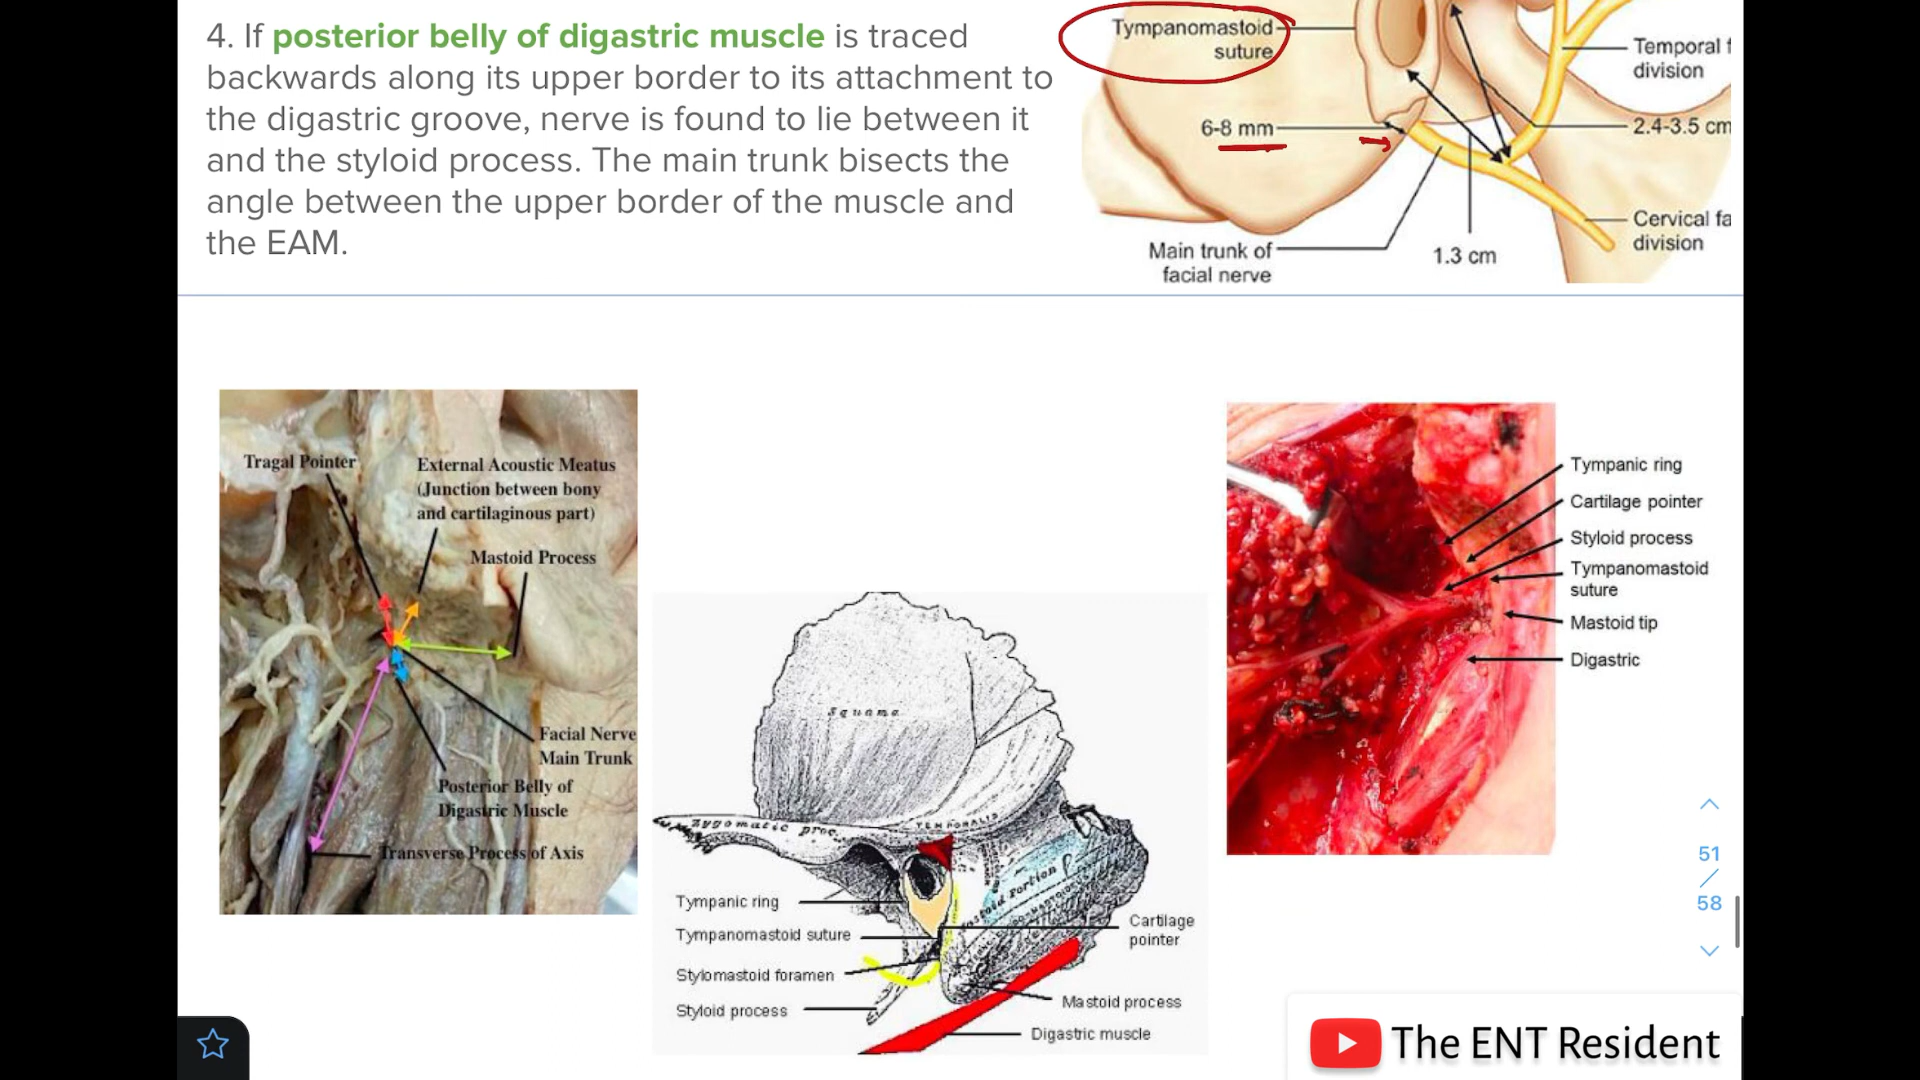 4. If posterior belly of digastric muscle is traced
backwards along its upper border to its attachment to
the digastric groove, nerve is found to lie between it
and the styloid process. The main trunk bisects the
angle between the upper border of the muscle and
the EAM.
Tympanomastoid
suture
6-8 mm
Main trunk of
facial nerve
1.3 cm
Temporal f
division
2.4-3.5 cm
Cervical fa
division
Tragal Pointer
External Acoustic Meatus
(Junction between bony
and cartilaginous part)
Mastoid Process
Facial Nerve
Main Trunk
Posterior Belly of
Digastric Muscle
Transverse Process of Axis
Squama
Zygomatic proc.
TEMPORALIS
Mastoid Portion
Tympanic ring
Tympanomastoid suture
Stylomastoid foramen
Styloid process
Cartilage
pointer
Mastoid process
Digastric muscle
Tympanic ring
Cartilage pointer
Styloid process
Tympanomastoid
suture
Mastoid tip
Digastric
51
/
58
The ENT Resident